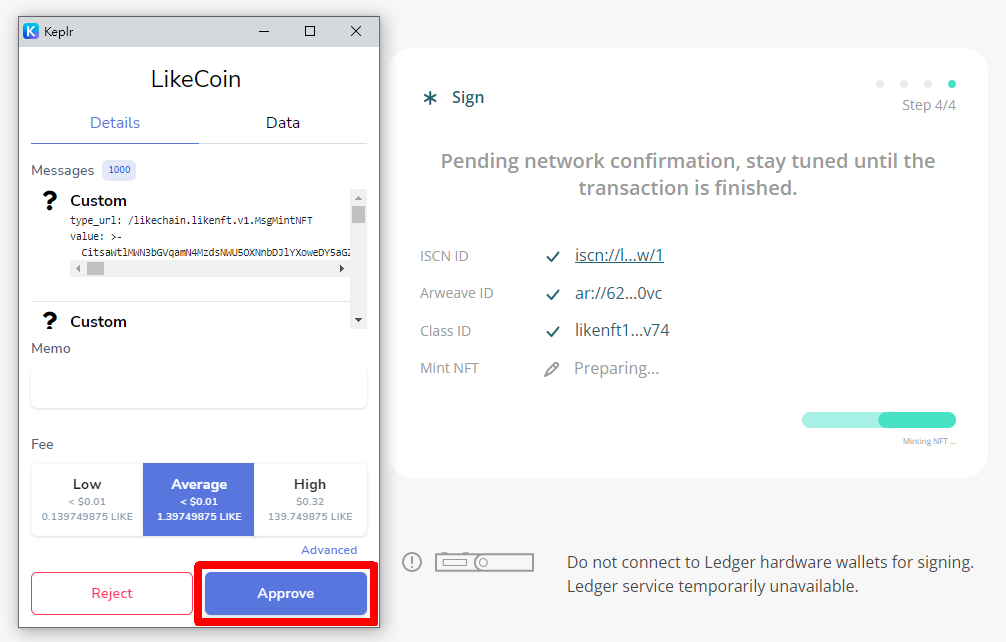 Keplr
LikeCoin
Details
Data
Messages 1000
? Custom
type_url: /likechain.likenft.v1.MsgMintNFT
value: >-
? Custom
Memo
Fee
Low
< $0.01
0.139749875 LIKE
Average
< $0.01
1.39749875 LIKE
High
$0.32
139.749875 LIKE
Advanced
Reject
Approve
Sign
Step 4/4
Pending network confirmation, stay tuned until the
transaction is finished.
ISCN ID
iscn://l...w/1
Arweave ID
ar://62...0vc
Class ID
likenft1...v74
Mint NFT
Preparing...
Minting NFT ...
Do not connect to Ledger hardware wallets for signing.
Ledger service temporarily unavailable.